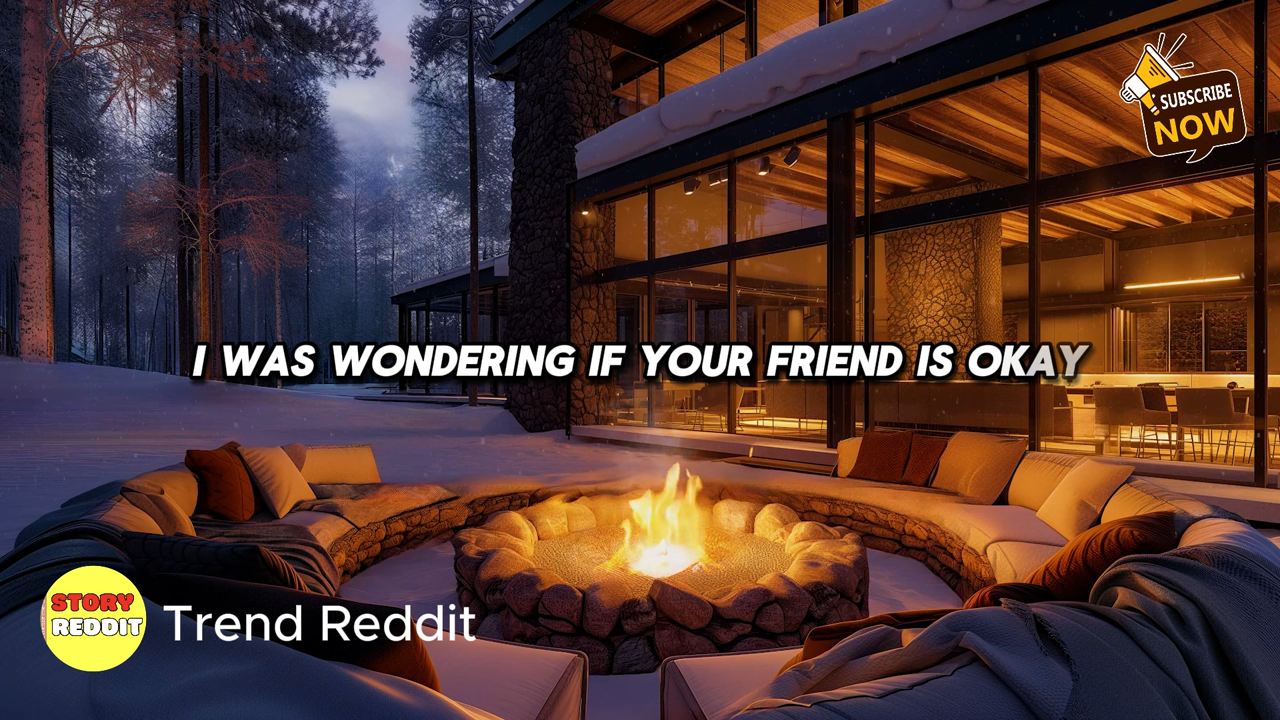 SUBSCRIBE
NOW
I WAS WONDERING IF YOUR FRIEND IS OKAY
STORY
REDDIT
Trend Reddit